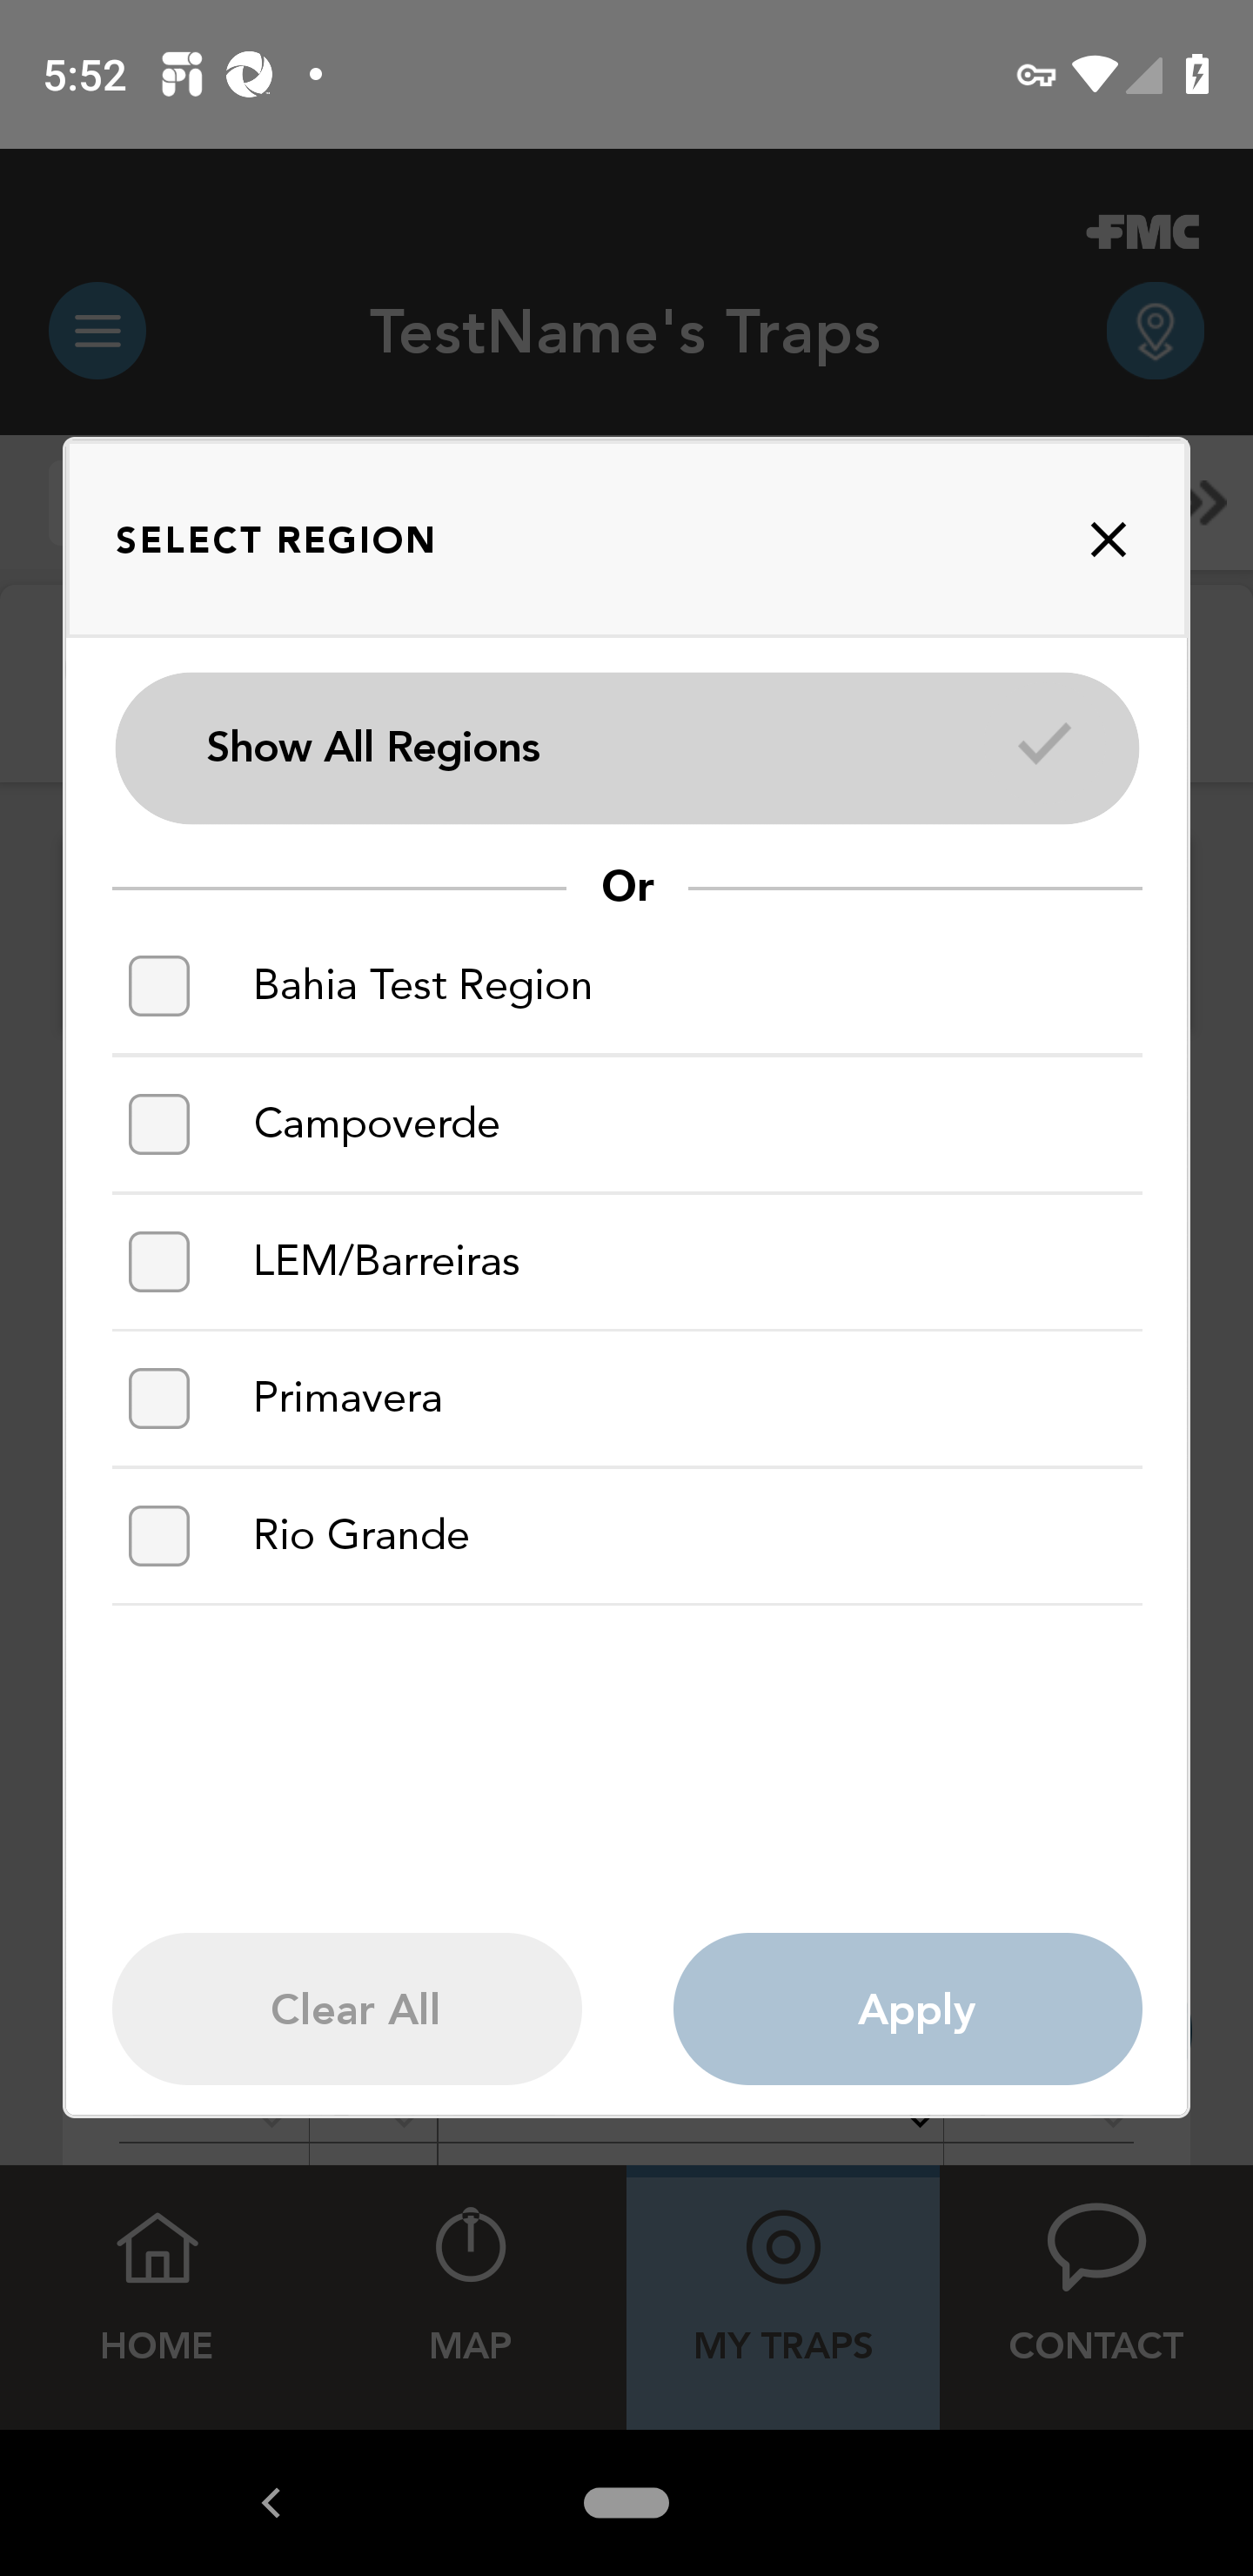 5:52
FMC
TestName's Traps
SELECT REGION
Show All Regions
Or
Bahia Test Region
Campoverde
LEM/Barreiras
Primavera
Rio Grande
Clear All
Apply
HOME
MAP
MY TRAPS
CONTACT